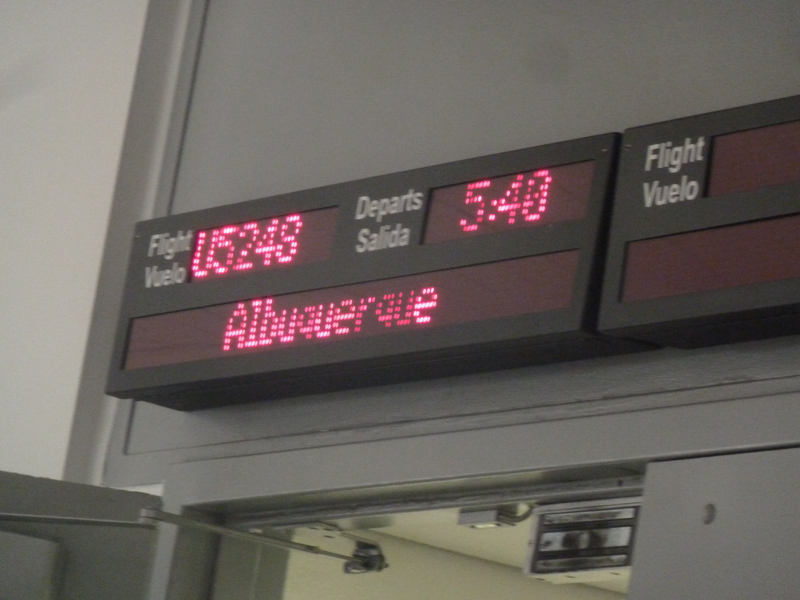 Flight US248 Departs 5:40
Vuelo Salida
Albuquerque
Flight
Vuelo